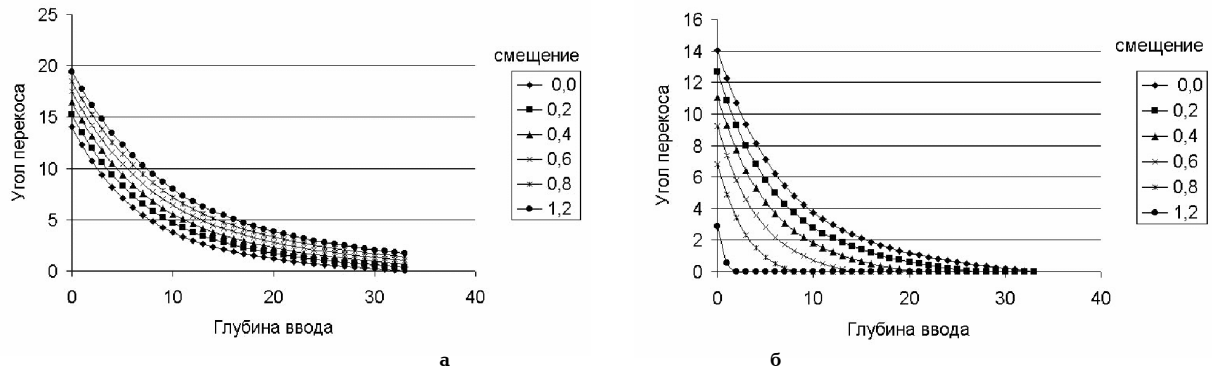 25
20
15
10
5
0
0 10 20 30 40
Угол перекоса
Глубина ввода
смещение
0,0
0,2
0,4
0,6
0,8
1,2
а
16
14
12
10
8
6
4
2
0
0 10 20 30 40
Угол перекоса
Глубина ввода
смещение
0,0
0,2
0,4
0,6
0,8
1,2
б